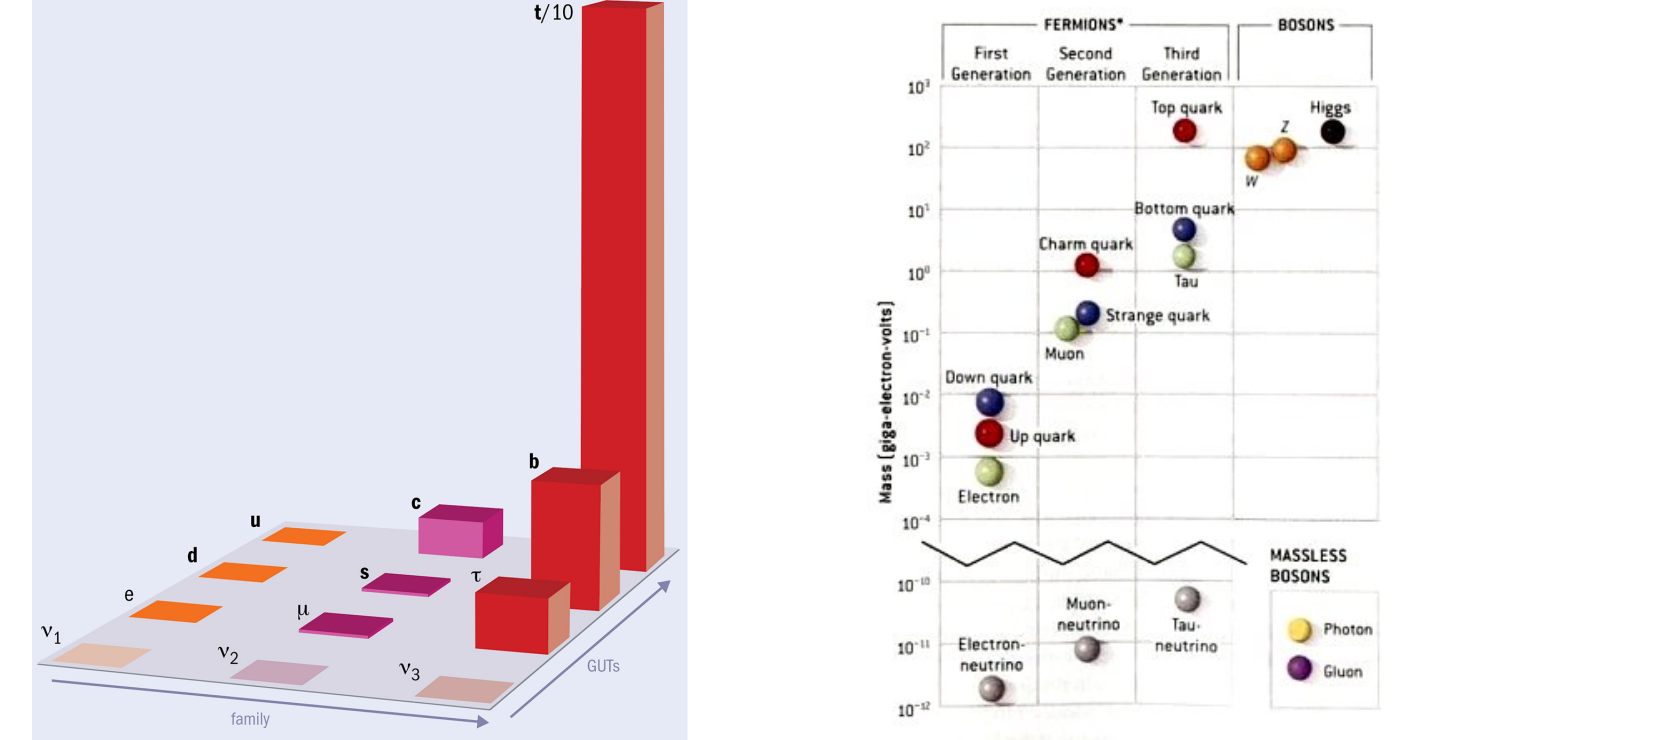 t/10
b
c
u
d
s
τ
e
μ
ν1
ν2
ν3
GUTs
family
FERMIONS*
BOSONS
First
Generation
Second
Generation
Third
Generation
10³
Top quark
Higgs
Z
10²
W
10¹
Bottom quark
Charm quark
10⁰
Tau
Strange quark
10⁻¹
Muon
Mass (giga-electron-volts)
Down quark
10⁻²
Up quark
10⁻³
Electron
10⁻⁴
MASSLESS
BOSONS
10⁻¹⁰
Muon-
neutrino
Tau-
neutrino
Photon
10⁻¹¹
Electron-
neutrino
Gluon
10⁻¹²